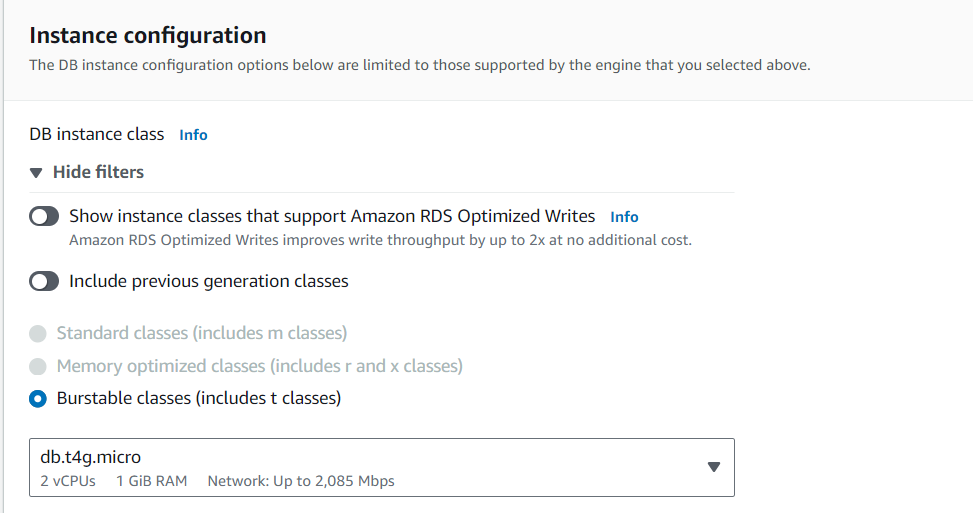 Instance configuration
The DB instance configuration options below are limited to those supported by the engine that you selected above.
DB instance class Info
Hide filters
Show instance classes that support Amazon RDS Optimized Writes Info
Amazon RDS Optimized Writes improves write throughput by up to 2x at no additional cost.
Include previous generation classes
Standard classes (includes m classes)
Memory optimized classes (includes r and x classes)
Burstable classes (includes t classes)
db.t4g.micro
2 vCPUs 1 GiB RAM Network: Up to 2,085 Mbps